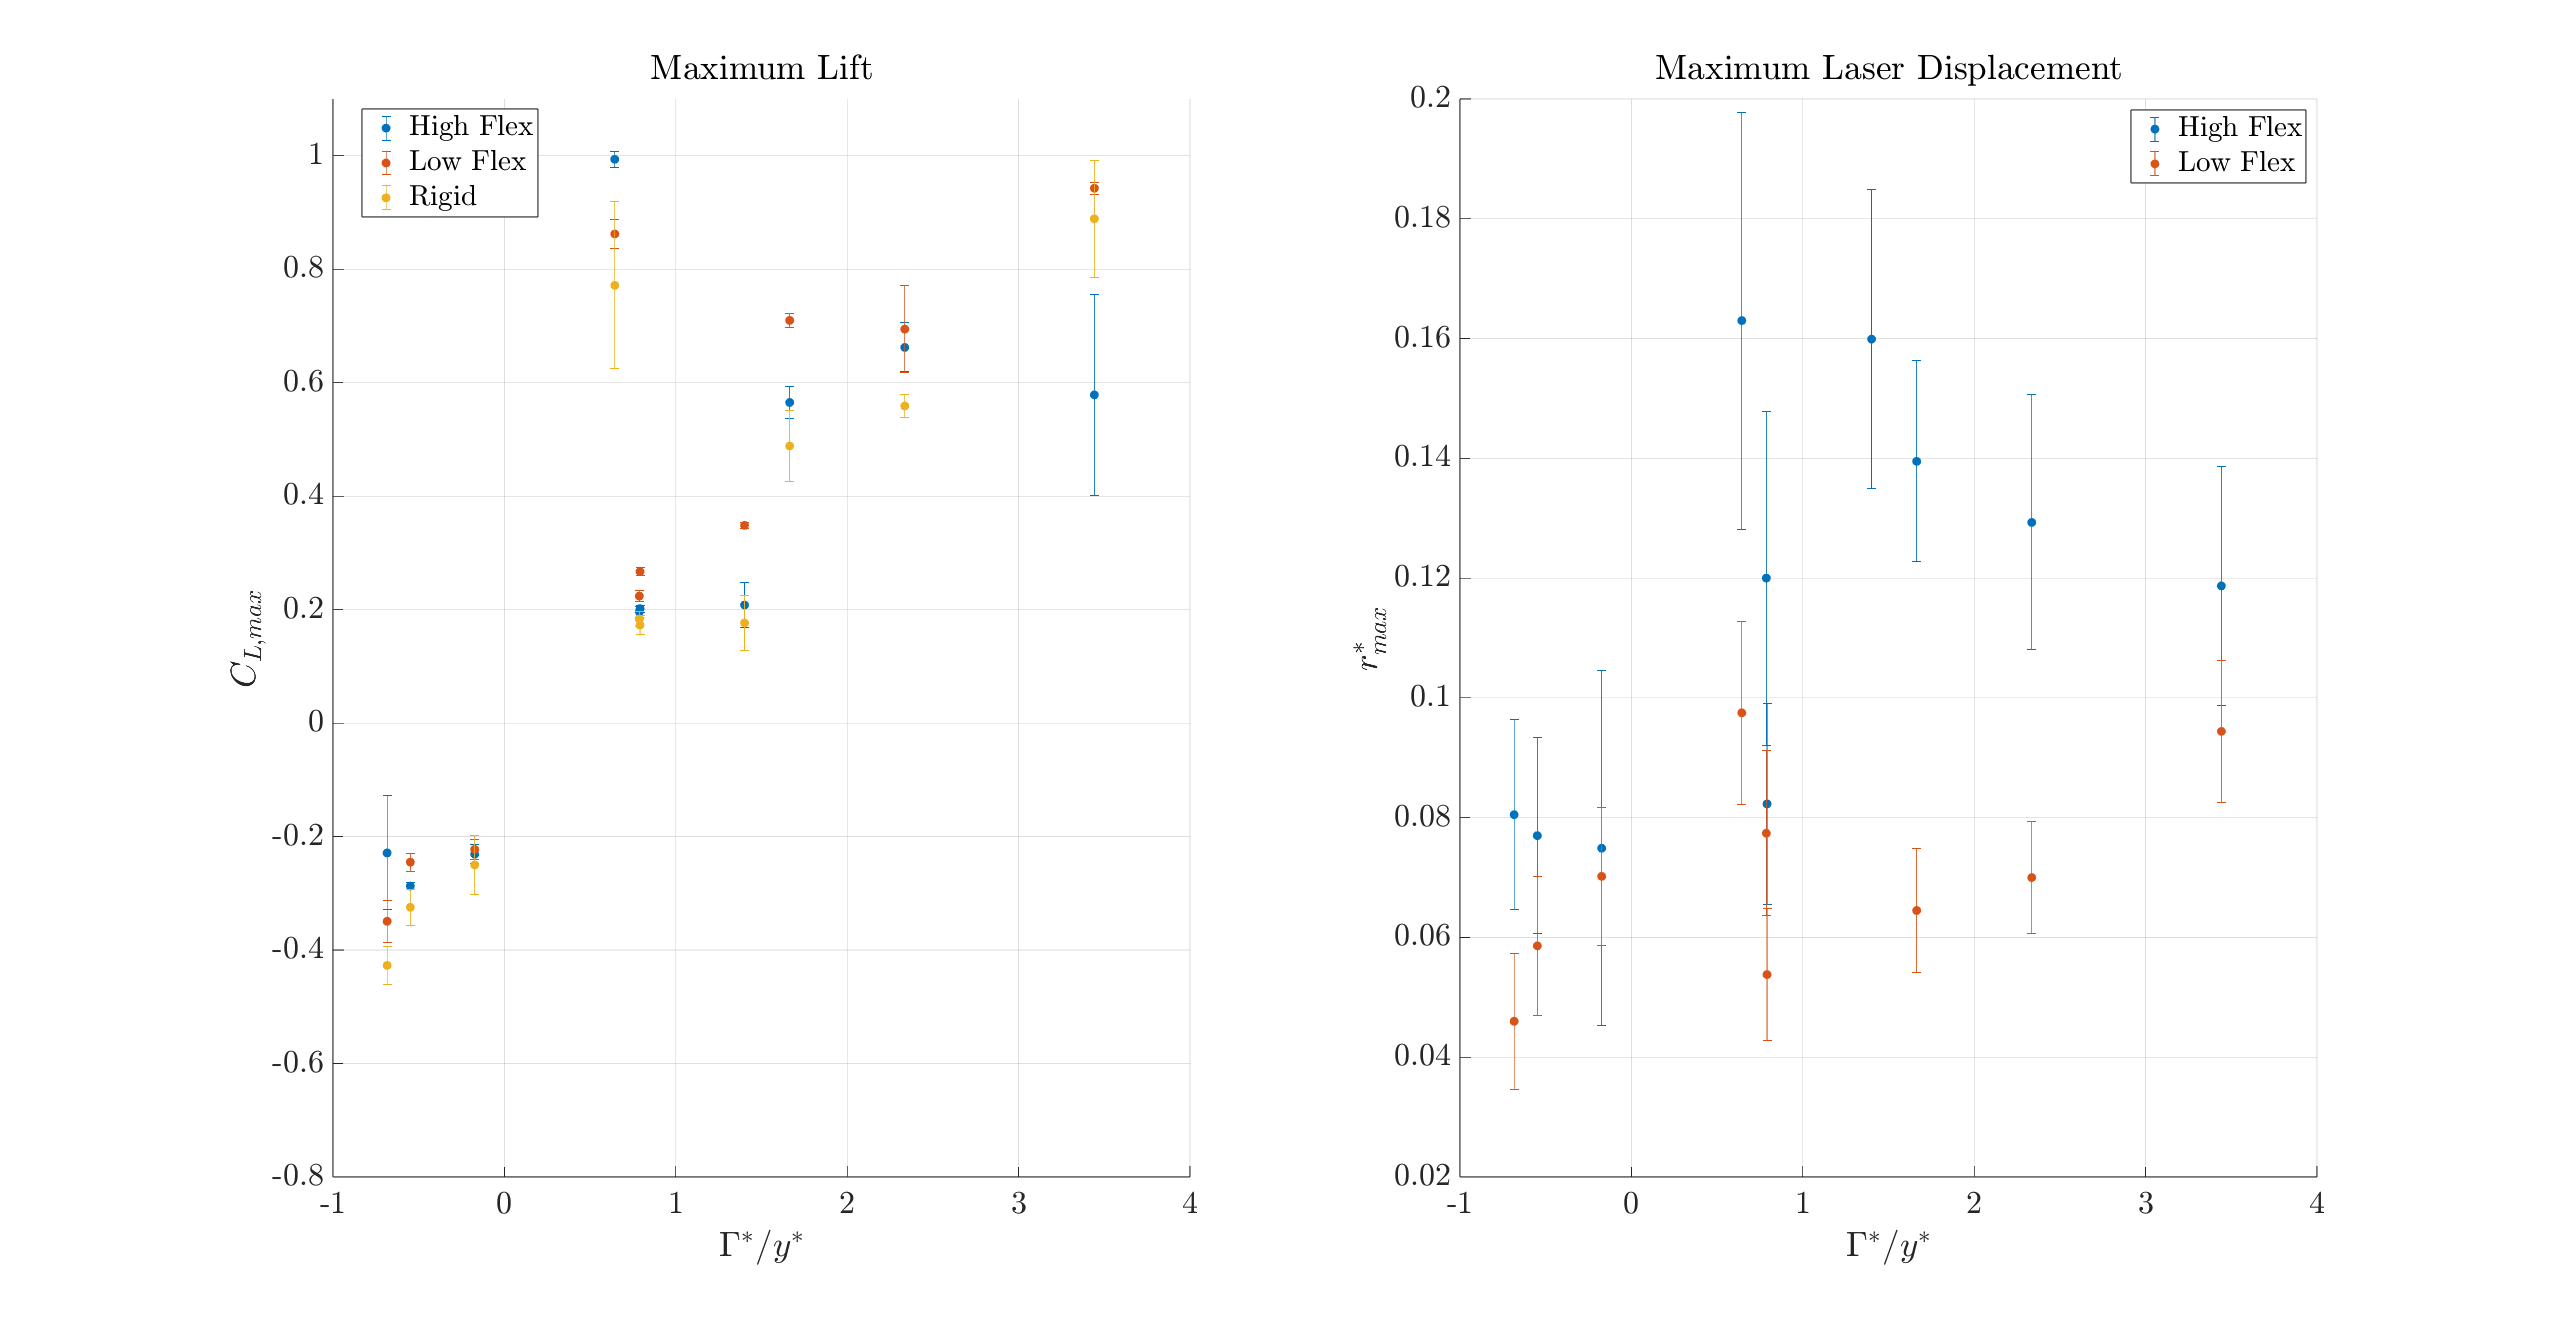 Maximum Lift
High Flex
Low Flex
Rigid
1
0.8
0.6
0.4
0.2
0
-0.2
-0.4
-0.6
-0.8
C_{L,max}
-1 0 1 2 3 4
Γ*/y*
Maximum Laser Displacement
High Flex
Low Flex
0.2
0.18
0.16
0.14
0.12
0.1
0.08
0.06
0.04
0.02
r*_{max}
-1 0 1 2 3 4
Γ*/y*